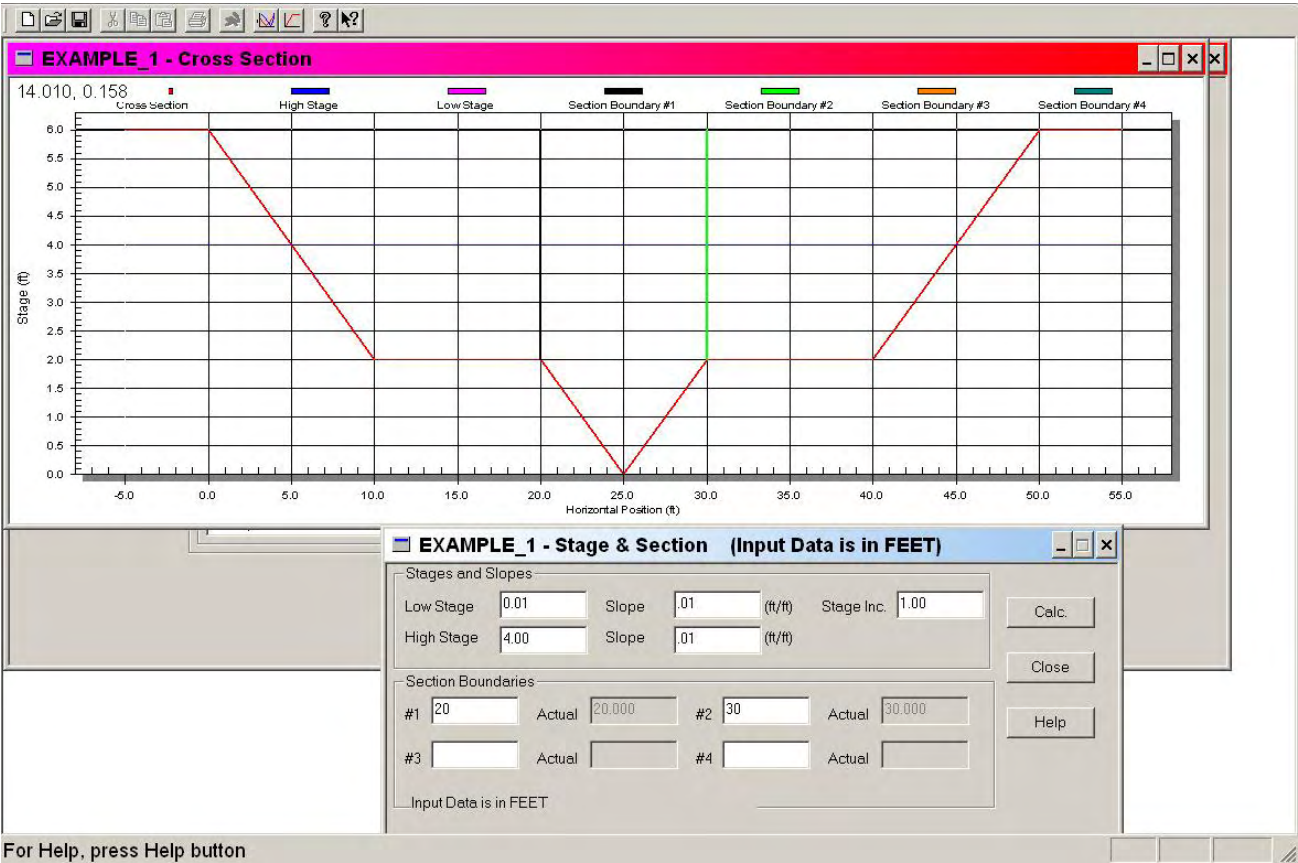 EXAMPLE_1 - Cross Section
14.010, 0.158
Cross Section High Stage Low Stage Section Boundary #1 Section Boundary #2 Section Boundary #3 Section Boundary #4
6.0
5.5
5.0
4.5
4.0
3.5
3.0
2.5
2.0
1.5
1.0
0.5
0.0
Stage (ft)
-5.0 0.0 5.0 10.0 15.0 20.0 25.0 30.0 35.0 40.0 45.0 50.0 55.0
Horizontal Position (ft)
EXAMPLE_1 - Stage & Section (Input Data is in FEET)
Stages and Slopes
Low Stage 0.01 Slope .01 (ft/ft) Stage Inc. 1.00
High Stage 4.00 Slope .01 (ft/ft)
Calc.
Close
Help
Section Boundaries
#1 20 Actual 20.000 #2 30 Actual 30.000
#3 Actual #4 Actual
Input Data is in FEET
For Help, press Help button